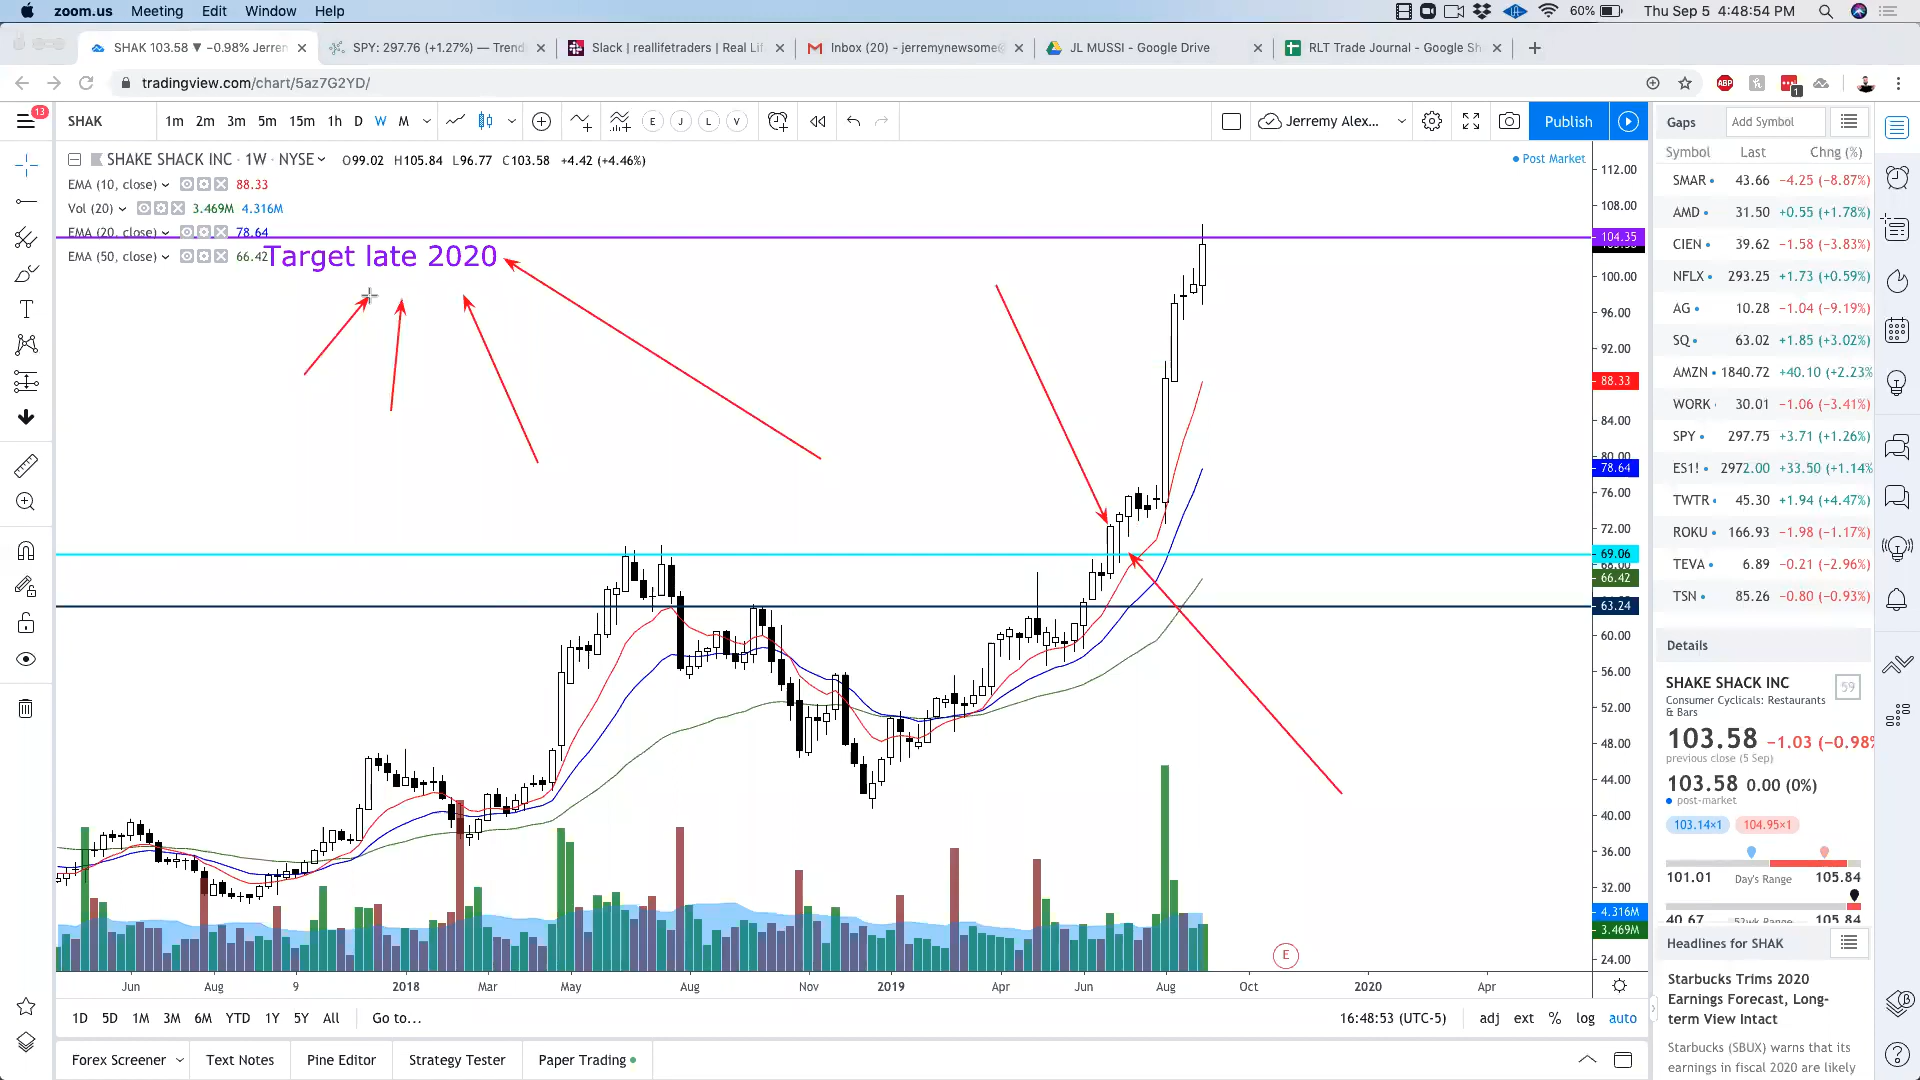 zoom.us Meeting Edit Window Help 60% Thu Sep 5 4:48:54 PM
SHAK 103.58 ▼ −0.98% Jerren SPY: 297.76 (+1.27%) — Trend Slack | reallifetraders | Real Lif Inbox (20) - jerremynewsome@ JL MUSSI - Google Drive RLT Trade Journal - Google Sh
tradingview.com/chart/5az7G2YD/ ABP 1
13 SHAK 1m 2m 3m 5m 15m 1h D W M E J L V Jerremy Alex... Publish
Gaps Add Symbol
Symbol Last Chng (%)
SHAKE SHACK INC · 1W · NYSE O99.02 H105.84 L96.77 C103.58 +4.42 (+4.46%) Post Market
EMA (10, close) 88.33
Vol (20) 3.469M 4.316M
EMA (20, close) 78.64
EMA (50, close) 66.42
Target late 2020
112.00
108.00
104.35
100.00
96.00
92.00
88.33
84.00
80.00
78.64
76.00
72.00
69.06
68.00
66.42
63.24
60.00
56.00
52.00
48.00
44.00
40.00
36.00
32.00
4.316M
3.469M
24.00
SMAR 43.66 −4.25 (−8.87%)
AMD 31.50 +0.55 (+1.78%)
CIEN 39.62 −1.58 (−3.83%)
NFLX 293.25 +1.73 (+0.59%)
AG 10.28 −1.04 (−9.19%)
SQ 63.02 +1.85 (+3.02%)
AMZN 1840.72 +40.10 (+2.23%
WORK 30.01 −1.06 (−3.41%)
SPY 297.75 +3.71 (+1.26%)
ES1! 2972.00 +33.50 (+1.14%
TWTR 45.30 +1.94 (+4.47%)
ROKU 166.93 −1.98 (−1.17%)
TEVA 6.89 −0.21 (−2.96%)
TSN 85.26 −0.80 (−0.93%)
Details
SHAKE SHACK INC 59
Consumer Cyclicals: Restaurants
& Bars
103.58 −1.03 (−0.98%
previous close (5 Sep)
103.58 0.00 (0%)
post-market
103.14×1 104.95×1
101.01 Day's Range 105.84
40.67 52wk Range 105.84
Headlines for SHAK
Starbucks Trims 2020
Earnings Forecast, Long-
term View Intact
Starbucks (SBUX) warns that its
earnings in fiscal 2020 are likely
E
Jun Aug 9 2018 Mar May Aug Nov 2019 Apr Jun Aug Oct 2020 Apr
1D 5D 1M 3M 6M YTD 1Y 5Y All Go to... 16:48:53 (UTC-5) adj ext % log auto
Forex Screener Text Notes Pine Editor Strategy Tester Paper Trading